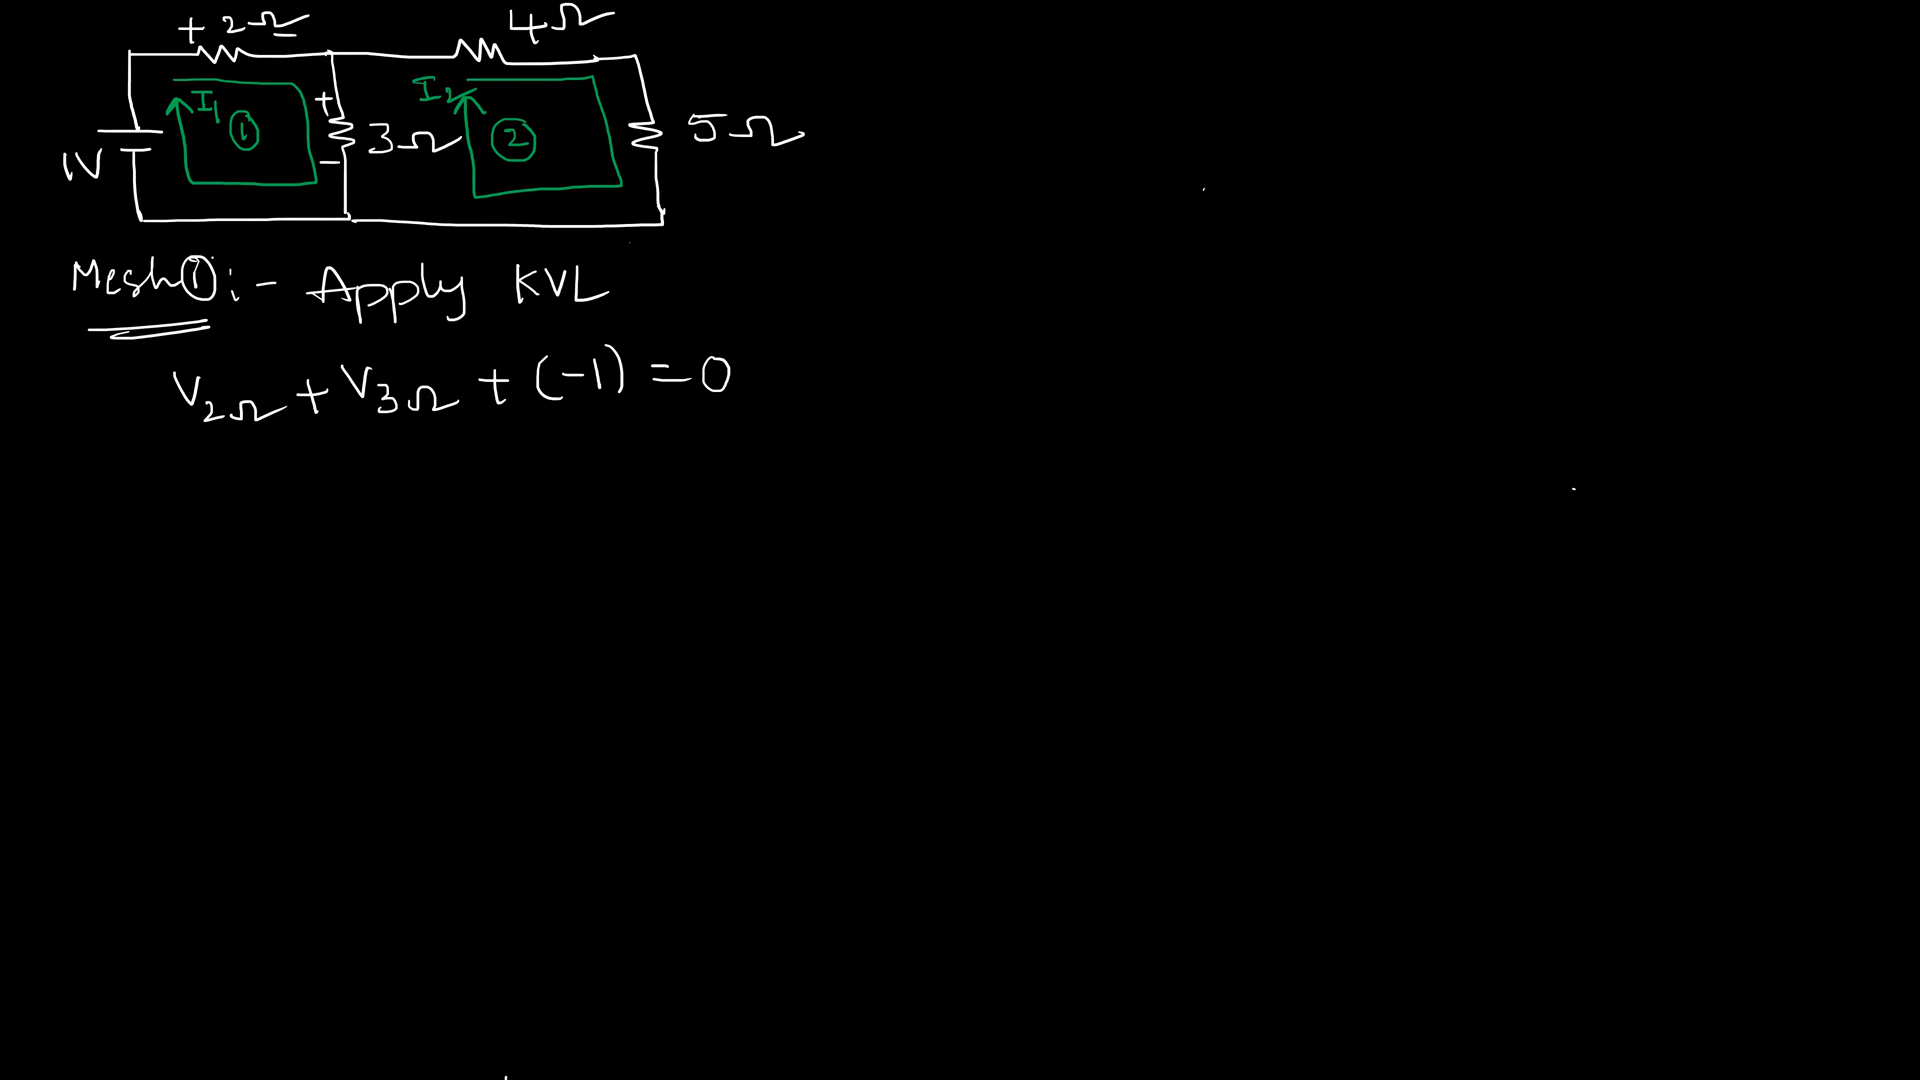 + 2Ω - 4Ω
I₁ ① + 3Ω - I₂ ② 5Ω
1V
Mesh①:- Apply KVL
V₂Ω + V₃Ω + (-1) = 0